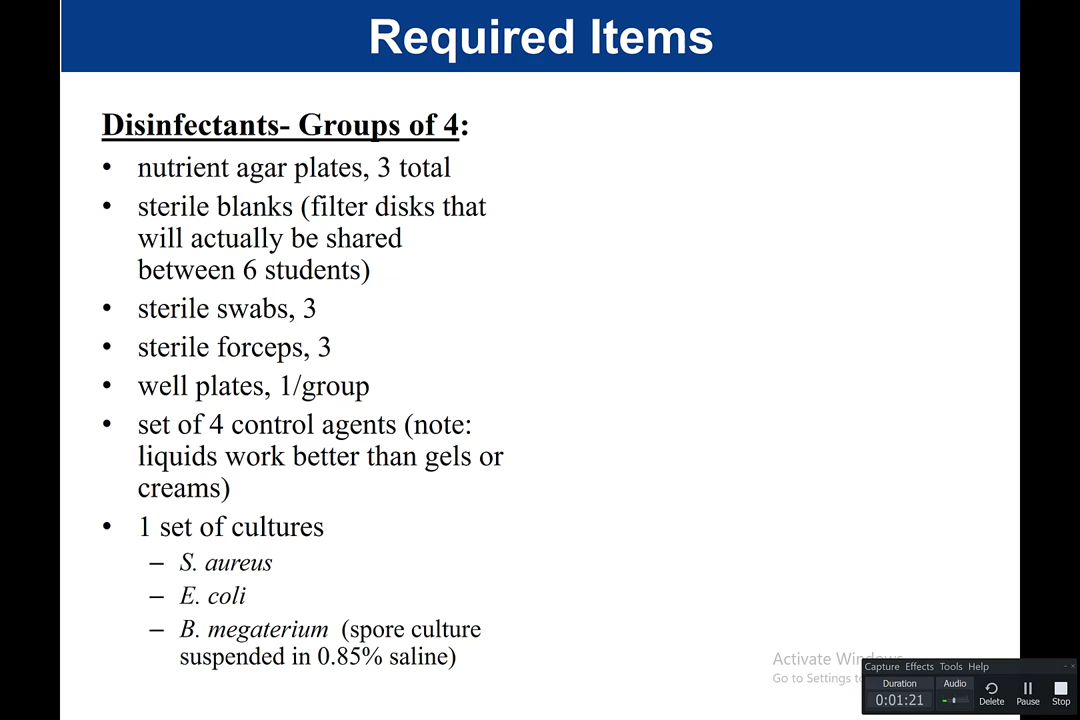 Required Items
Disinfectants- Groups of 4:
• nutrient agar plates, 3 total
• sterile blanks (filter disks that
will actually be shared
between 6 students)
• sterile swabs, 3
• sterile forceps, 3
• well plates, 1/group
• set of 4 control agents (note:
liquids work better than gels or
creams)
• 1 set of cultures
– S. aureus
– E. coli
– B. megaterium (spore culture
suspended in 0.85% saline)
Activate Windows
Go to Settings to
Capture Effects Tools Help
Duration Audio
0:01:21
Delete Pause Stop